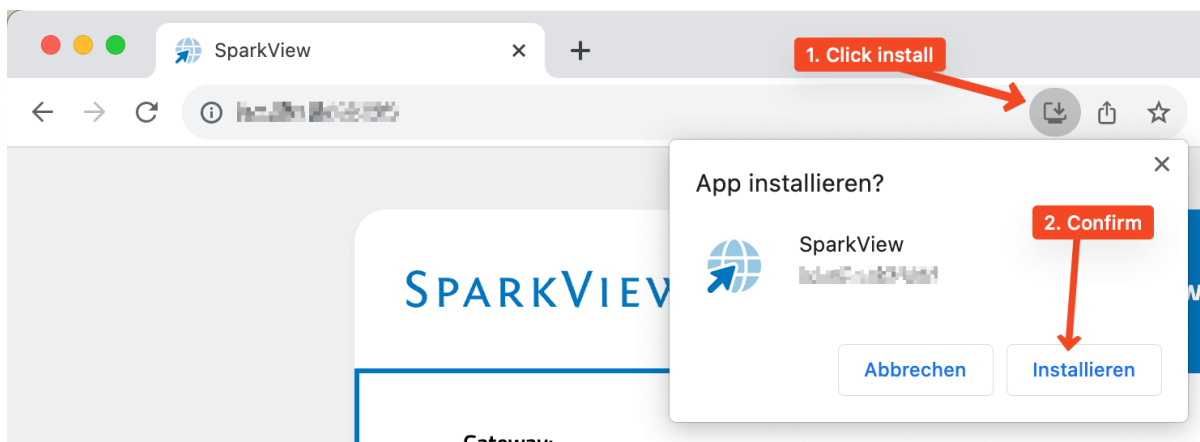 SparkView
1. Click install
App installieren?
2. Confirm
SparkView
SPARKVIEW
Abbrechen
Installieren
Gateway: